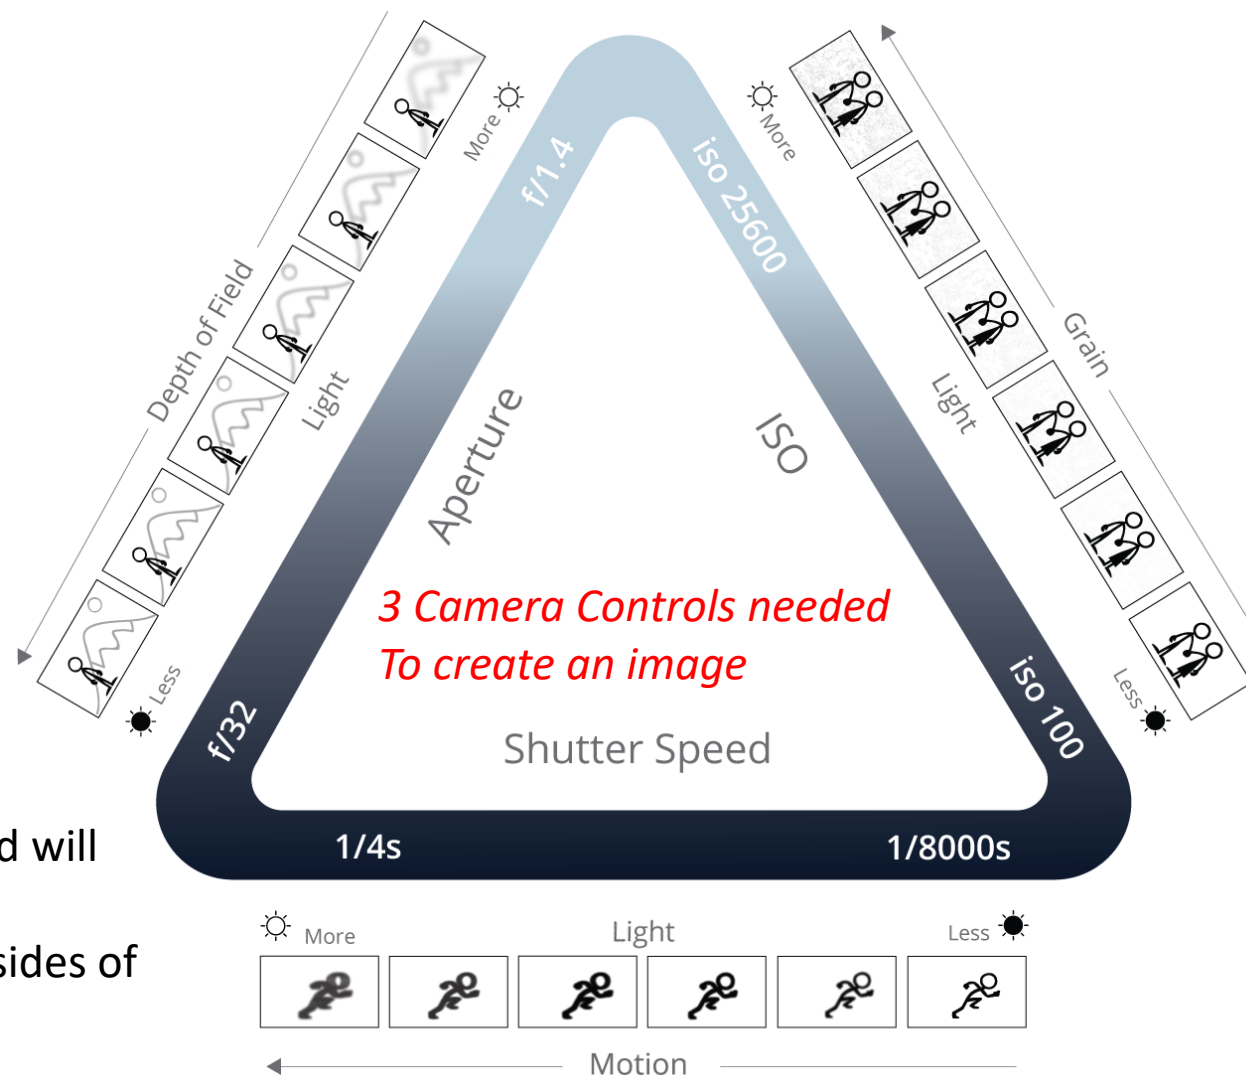 More
More
f/1.4
iso 25600
Depth of Field
Light
Aperture
ISO
Light
Grain
3 Camera Controls needed
To create an image
Less
f/32
Shutter Speed
iso 100
Less
1/4s
1/8000s
d will
sides of
More
Light
Less
Motion